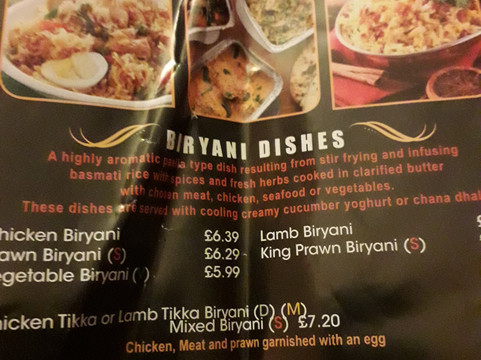 BIRYANI DISHES
A highly aromatic type dish resulting from stir frying and infusing
basmati rice with spices and fresh herbs cooked in clarified butter
with chosen meat, chicken, seafood or vegetables.
These dishes are served with cooling creamy cucumber yoghurt or chana dhal
hicken Biryani £6.39 Lamb Biryani
awn Biryani (S) £6.29 King Prawn Biryani (S)
egetable Biryani ( ) £5.99
hicken Tikka or Lamb Tikka Biryani (D) (M)
Mixed Biryani (S) £7.20
Chicken, Meat and prawn garnished with an egg